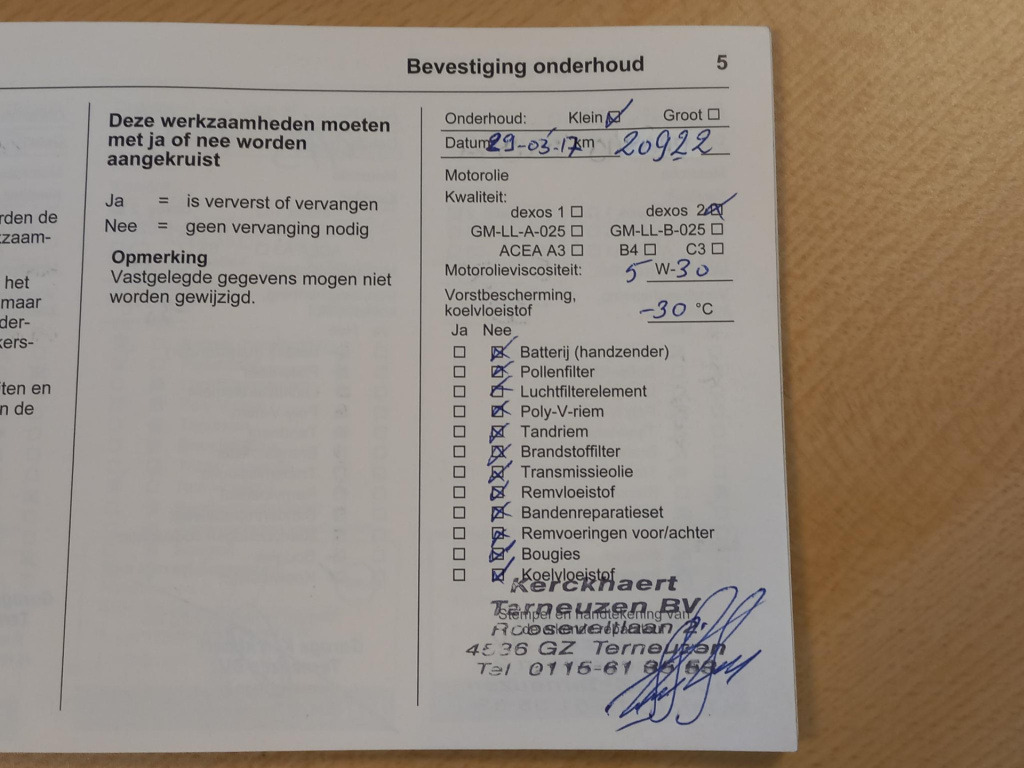 Bevestiging onderhoud 5
rden de
zaam-
het
maar
der-
kers-
ften en
n de
Deze werkzaamheden moeten
met ja of nee worden
aangekruist
Ja = is ververst of vervangen
Nee = geen vervanging nodig
Opmerking
Vastgelegde gegevens mogen niet
worden gewijzigd.
Onderhoud: Klein Groot
Datum 29-03-17 km 20922
Motorolie
Kwaliteit:
dexos 1 dexos 2
GM-LL-A-025 GM-LL-B-025
ACEA A3 B4 C3
Motorolieviscositeit: 5 W-30
Vorstbescherming,
koelvloeistof -30 °C
Ja Nee
Batterij (handzender)
Pollenfilter
Luchtfilterelement
Poly-V-riem
Tandriem
Brandstoffilter
Transmissieolie
Remvloeistof
Bandenreparatieset
Remvoeringen voor/achter
Bougies
Koelvloeistof
Kerckhaert
Terneuzen BV
Stempel en handtekening van
Rooseveltlaan 2.
4536 GZ Terneuzen
Tel 0115-61